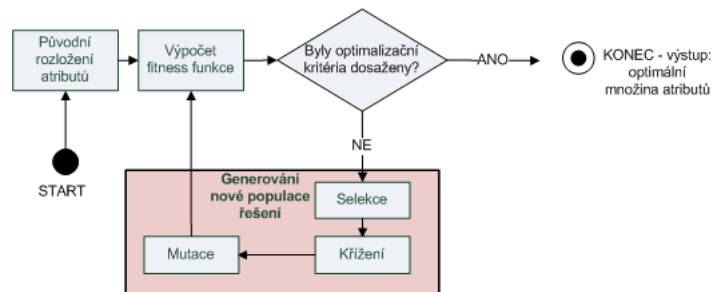 Původní
rozložení
atributů
Výpočet
fitness funkce
Byly optimalizační
kritéria dosaženy?
ANO
KONEC - výstup:
optimální
množina atributů
START
NE
Generování
nové populace
řešení
Selekce
Křížení
Mutace